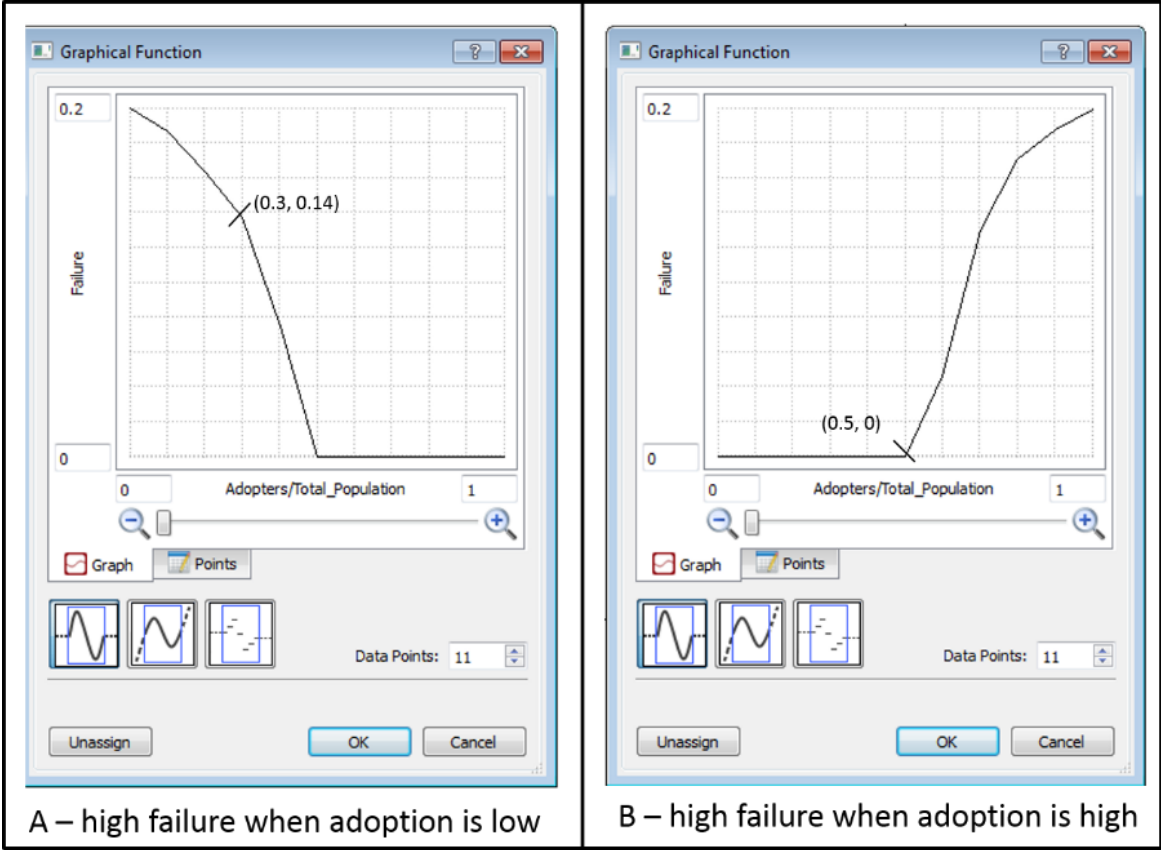 Graphical Function
0.2
(0.3, 0.14)
Failure
0
0
Adopters/Total_Population
1
Graph
Points
Data Points:
11
Unassign
OK
Cancel
A – high failure when adoption is low
Graphical Function
0.2
Failure
(0.5, 0)
0
0
Adopters/Total_Population
1
Graph
Points
Data Points:
11
Unassign
OK
Cancel
B – high failure when adoption is high